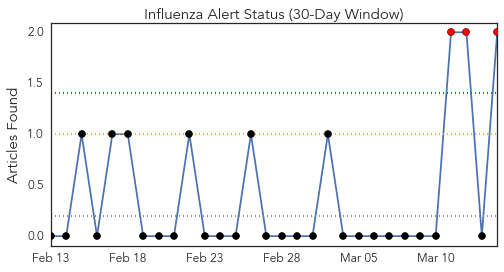 Influenza Alert Status (30-Day Window)
Articles Found
2.0
1.5
1.0
0.5
0.0
Feb 13 Feb 18 Feb 23 Feb 28 Mar 05 Mar 10